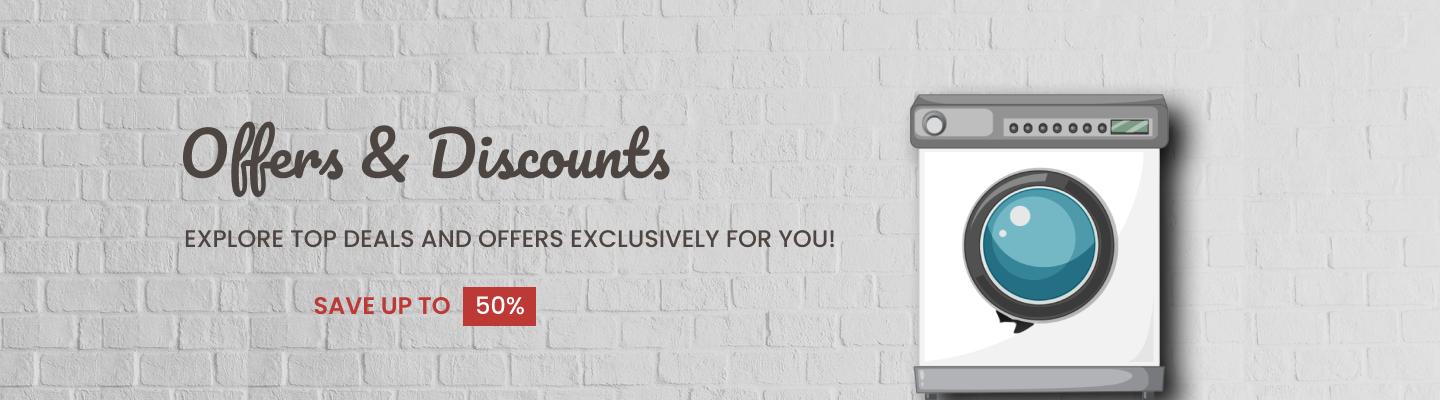 Offers & Discounts
EXPLORE TOP DEALS AND OFFERS EXCLUSIVELY FOR YOU!
SAVE UP TO 50%